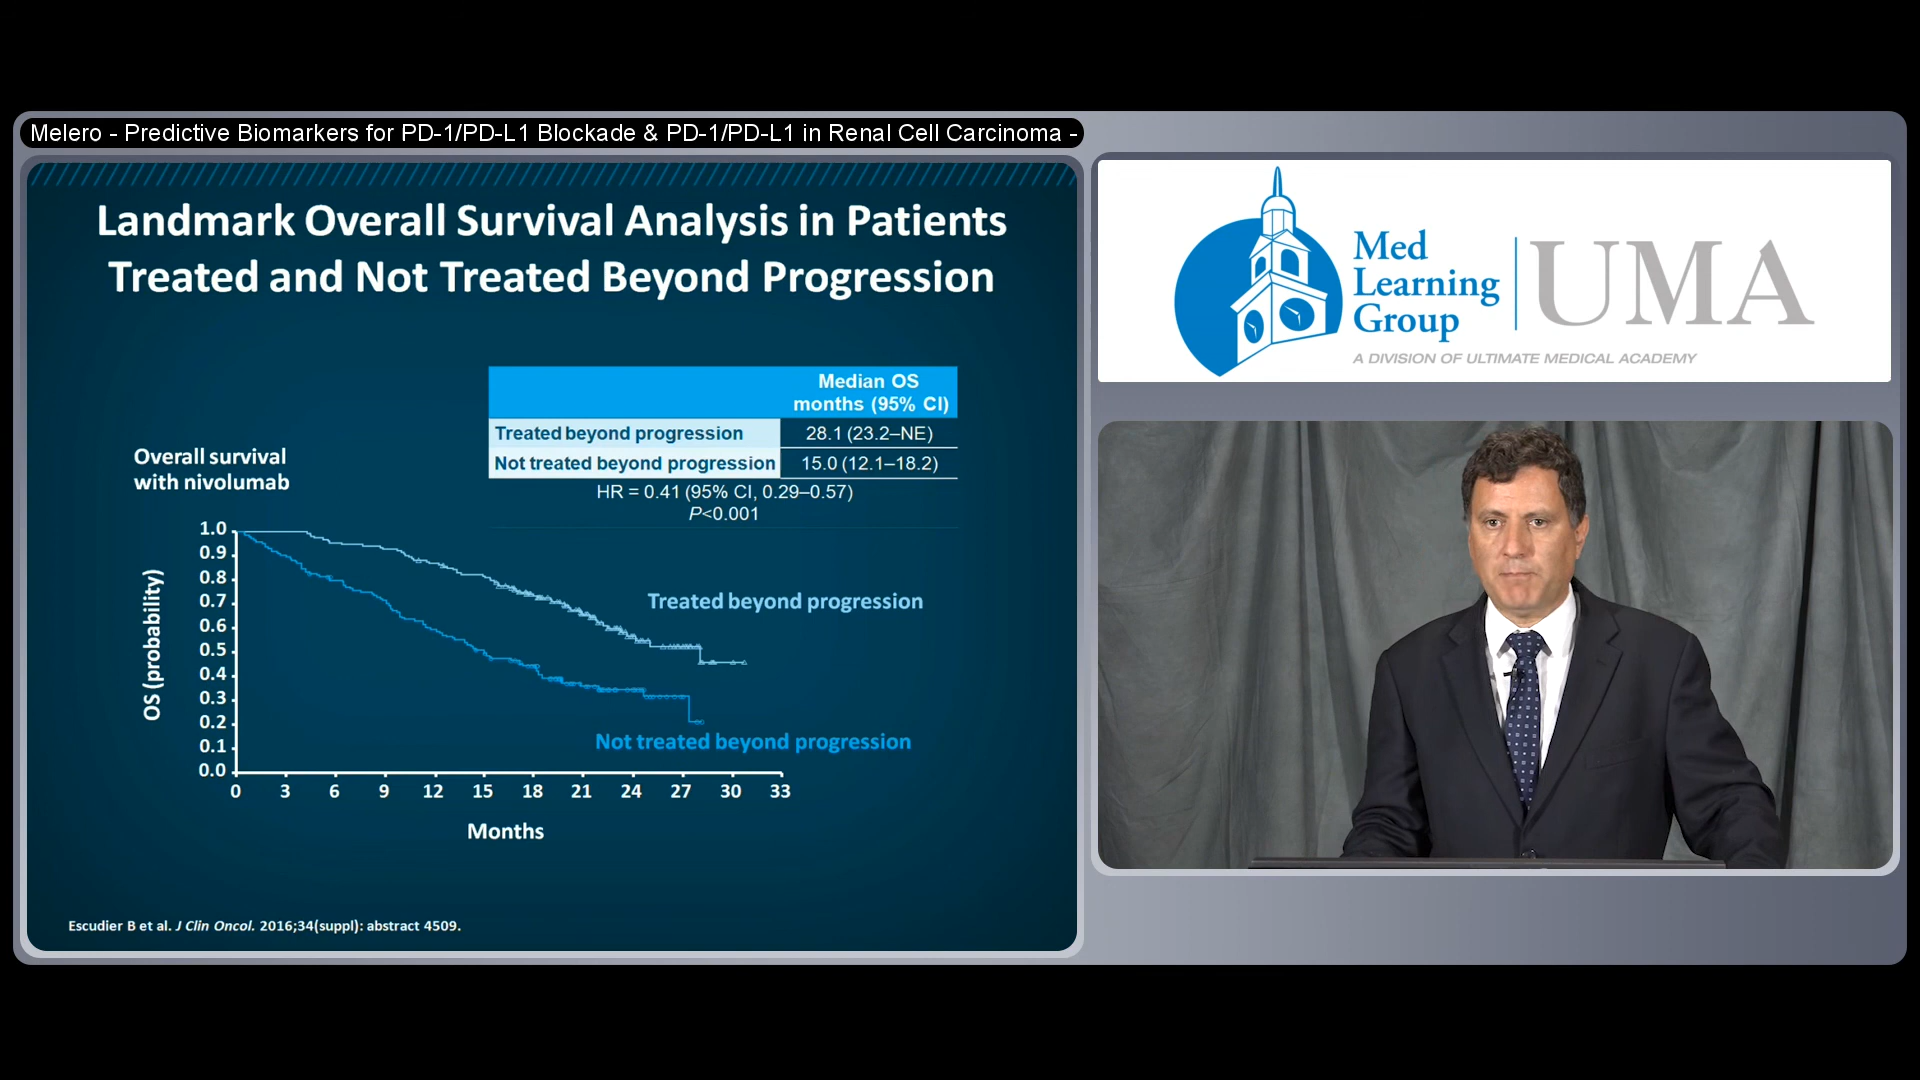 Melero - Predictive Biomarkers for PD-1/PD-L1 Blockade & PD-1/PD-L1 in Renal Cell Carcinoma -
Landmark Overall Survival Analysis in Patients
Treated and Not Treated Beyond Progression
Median OS
months (95% CI)
Treated beyond progression 28.1 (23.2–NE)
Not treated beyond progression 15.0 (12.1–18.2)
HR = 0.41 (95% CI, 0.29–0.57)
P<0.001
Overall survival
with nivolumab
OS (probability)
1.0
0.9
0.8
0.7
0.6
0.5
0.4
0.3
0.2
0.1
0.0
Treated beyond progression
Not treated beyond progression
0 3 6 9 12 15 18 21 24 27 30 33
Months
Escudier B et al. J Clin Oncol. 2016;34(suppl): abstract 4509.
Med
Learning
Group
UMA
A DIVISION OF ULTIMATE MEDICAL ACADEMY